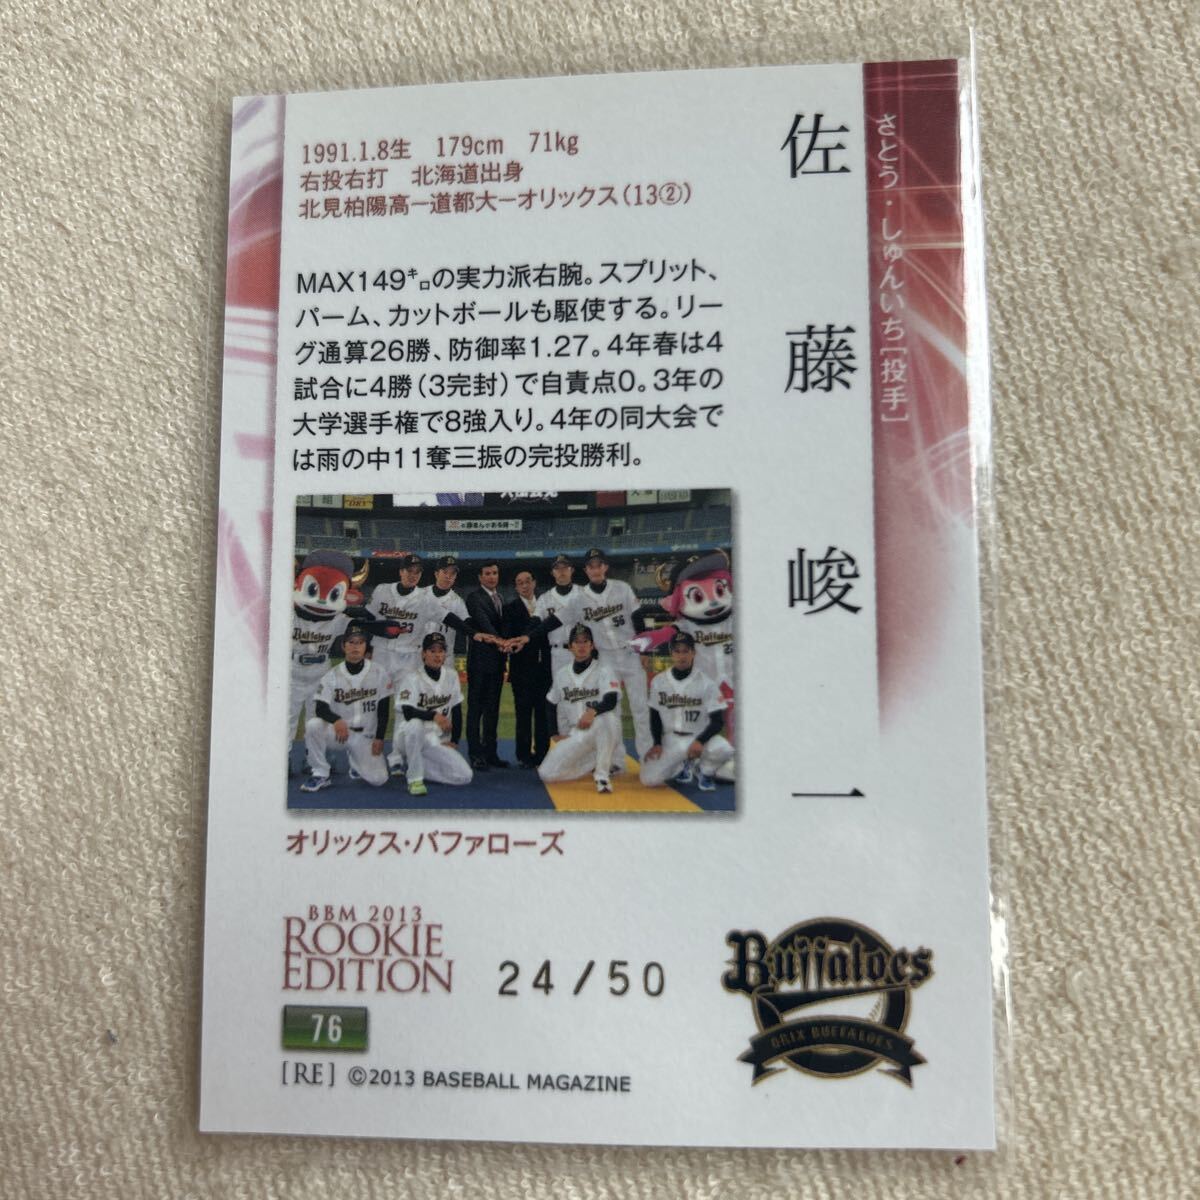 佐藤峻一
さとう・しゅんいち[投手]
1991.1.8生 179cm 71kg
右投右打 北海道出身
北見柏陽高ー道都大ーオリックス(13②)
MAX149㌔の実力派右腕。スプリット、
パーム、カットボールも駆使する。リー
グ通算26勝、防御率1.27。4年春は4
試合に4勝(3完封)で自責点0。3年の
大学選手権で8強入り。4年の同大会で
は雨の中11奪三振の完投勝利。
Buffaloes
23
Buffaloes
56
Buffaloes
115
Buffaloes
117
オリックス・バファローズ
BBM 2013
ROOKIE
EDITION
24/50
76
[RE] ©2013 BASEBALL MAGAZINE
Buffaloes
ORIX BUFFALOES